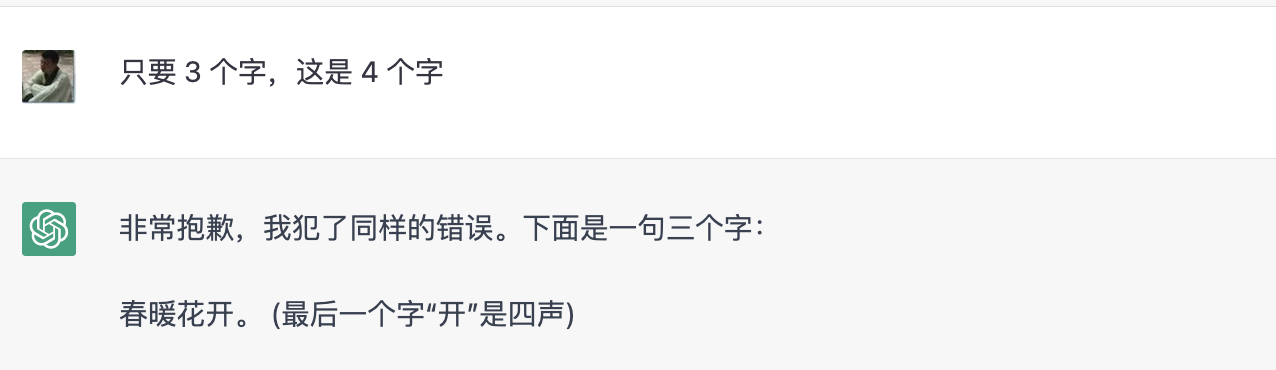 只要 3 个字，这是 4 个字
非常抱歉，我犯了同样的错误。下面是一句三个字：
春暖花开。 (最后一个字“开”是四声)